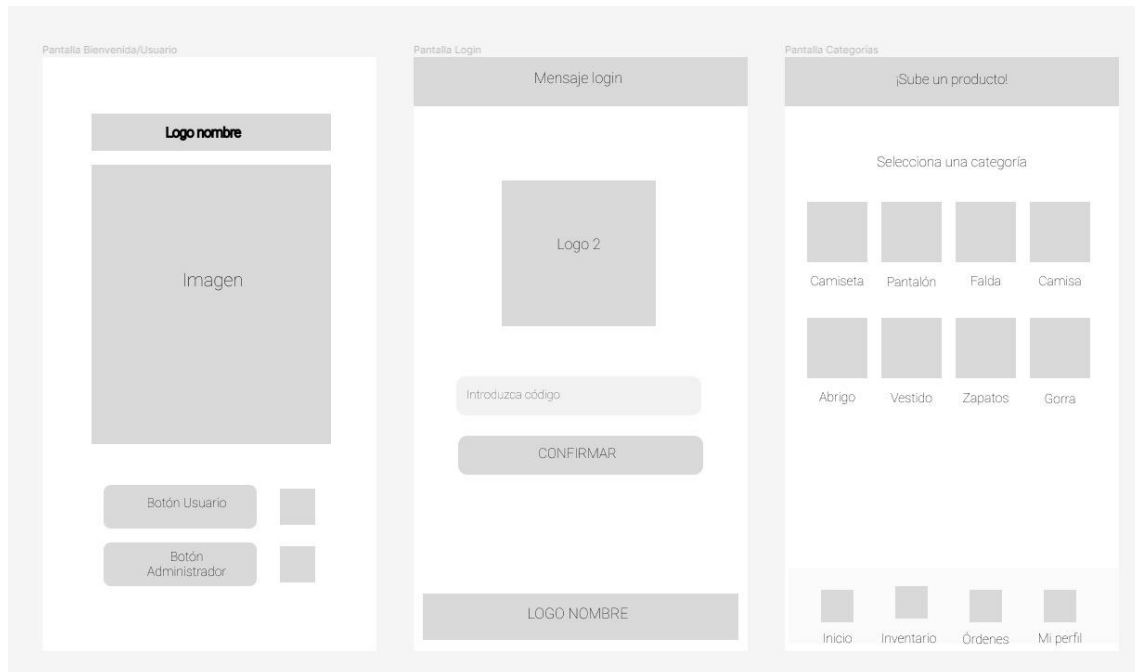 Pantalla Bienvenida/Usuario
Logo nombre
Imagen
Botón Usuario
Botón
Administrador
Pantalla Login
Mensaje login
Logo 2
Introduzca código
CONFIRMAR
LOGO NOMBRE
Pantalla Categorías
¡Sube un producto!
Selecciona una categoría
Camiseta Pantalón Falda Camisa
Abrigo Vestido Zapatos Gorra
Inicio Inventario Órdenes Mi perfil